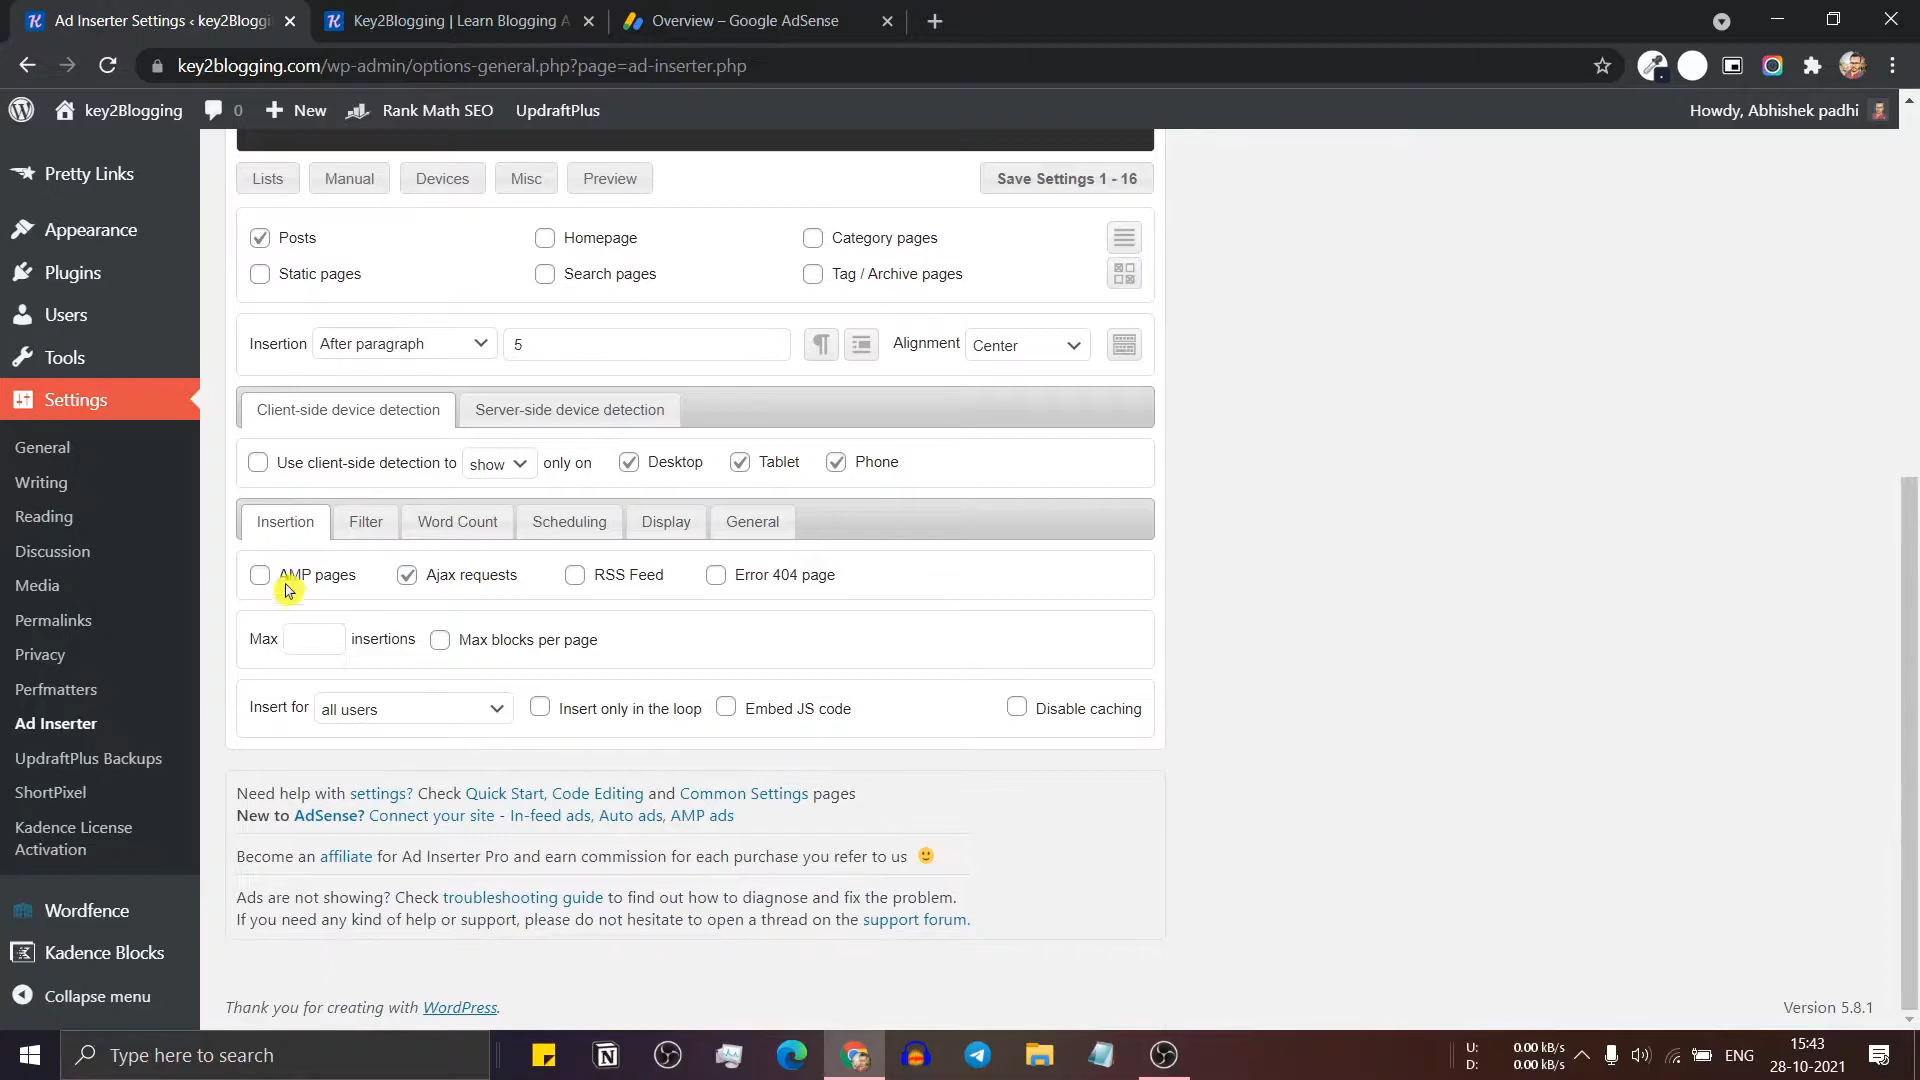 Ad Inserter Settings ‹ key2Bloggi
Key2Blogging | Learn Blogging A
Overview – Google AdSense
key2blogging.com/wp-admin/options-general.php?page=ad-inserter.php
key2Blogging
0
New
Rank Math SEO
UpdraftPlus
Howdy, Abhishek padhi
Pretty Links
Appearance
Plugins
Users
Tools
Settings
General
Writing
Reading
Discussion
Media
Permalinks
Privacy
Perfmatters
Ad Inserter
UpdraftPlus Backups
ShortPixel
Kadence License
Activation
Wordfence
Kadence Blocks
Collapse menu
Lists
Manual
Devices
Misc
Preview
Save Settings 1 - 16
Posts
Homepage
Category pages
Static pages
Search pages
Tag / Archive pages
Insertion
After paragraph
5
Alignment
Center
Client-side device detection
Server-side device detection
Use client-side detection to
show
only on
Desktop
Tablet
Phone
Insertion
Filter
Word Count
Scheduling
Display
General
AMP pages
Ajax requests
RSS Feed
Error 404 page
Max
insertions
Max blocks per page
Insert for
all users
Insert only in the loop
Embed JS code
Disable caching
Need help with settings? Check Quick Start, Code Editing and Common Settings pages
New to AdSense? Connect your site - In-feed ads, Auto ads, AMP ads
Become an affiliate for Ad Inserter Pro and earn commission for each purchase you refer to us
Ads are not showing? Check troubleshooting guide to find out how to diagnose and fix the problem.
If you need any kind of help or support, please do not hesitate to open a thread on the support forum.
Thank you for creating with WordPress.
Version 5.8.1
Type here to search
U: 0.00 kB/s
D: 0.00 kB/s
ENG
15:43
28-10-2021